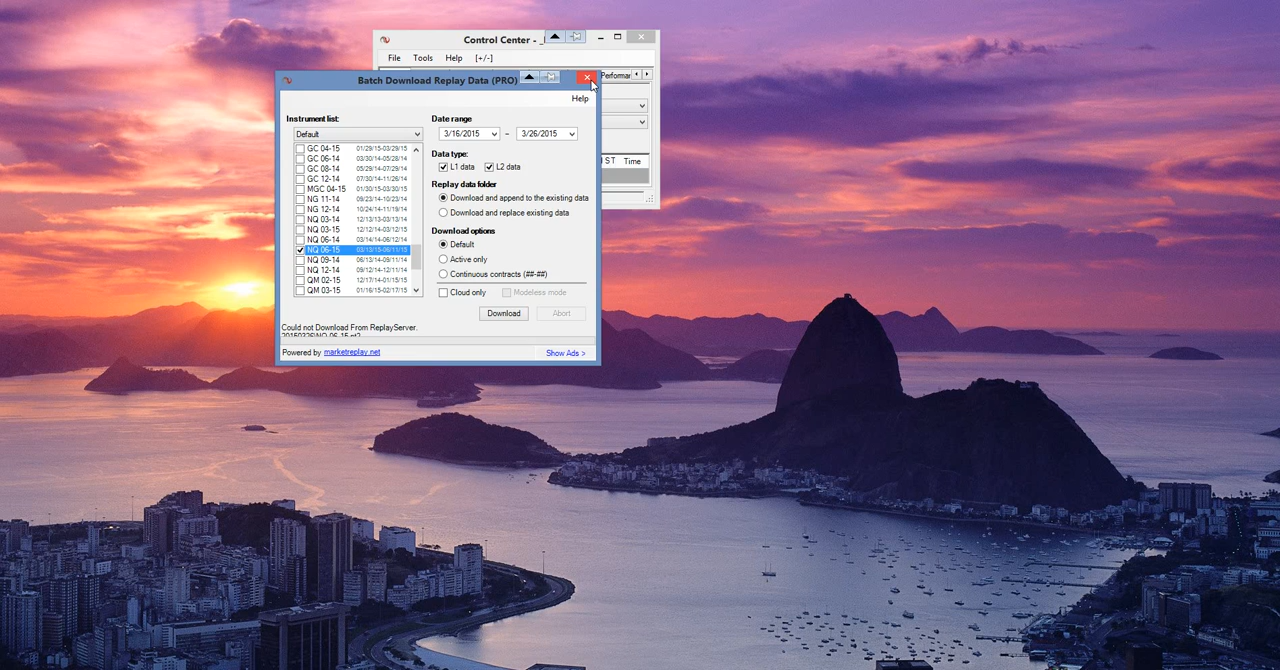 Control Center - _
File Tools Help [+/-]
Batch Download Replay Data (PRO)
Performar
Help
Instrument list:
Default
GC 04-15 01/29/15-03/29/15
GC 06-14 03/30/14-05/28/14
GC 08-14 05/29/14-07/29/14
GC 12-14 07/30/14-11/26/14
MGC 04-15 01/30/15-03/30/15
NG 11-14 09/23/14-10/23/14
NG 12-14 10/24/14-11/19/14
NQ 03-14 12/13/13-03/13/14
NQ 03-15 12/12/14-03/12/15
NQ 06-14 03/14/14-06/12/14
NQ 06-15 03/13/15-06/11/15
NQ 09-14 06/13/14-09/11/14
NQ 12-14 09/12/14-12/11/14
QM 02-15 12/17/14-01/15/15
QM 03-15 01/16/15-02/17/15
Date range
3/16/2015 - 3/26/2015
Data type:
L1 data L2 data
ST Time
Replay data folder
Download and append to the existing data
Download and replace existing data
Download options
Default
Active only
Continuous contracts (##-##)
Cloud only Modeless mode
Download Abort
Could not Download From ReplayServer.
20150326\NQ 06-15.nt2
Powered by marketreplay.net
Show Ads >